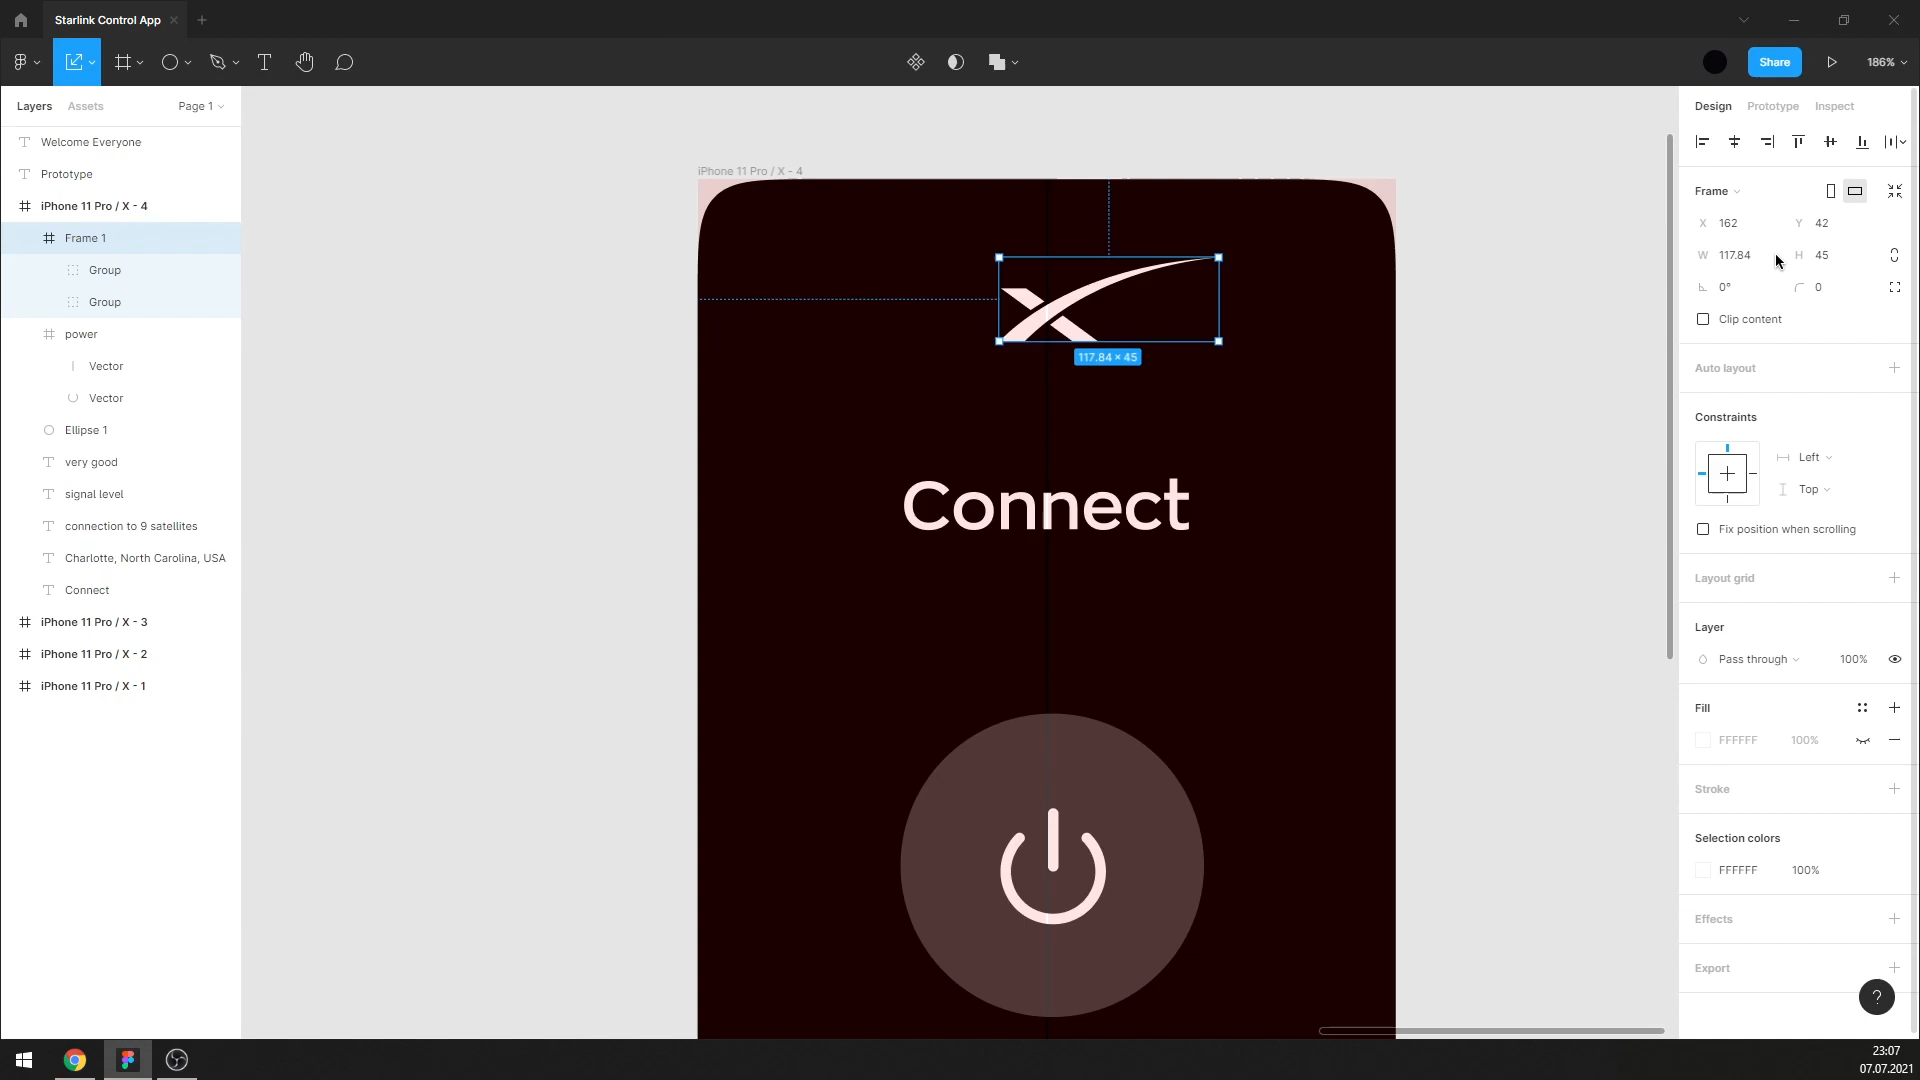 Starlink Control App
Share
186%
Layers
Assets
Page 1
Welcome Everyone
Prototype
iPhone 11 Pro / X - 4
Frame 1
Group
Group
power
Vector
Vector
Ellipse 1
very good
signal level
connection to 9 satellites
Charlotte, North Carolina, USA
Connect
iPhone 11 Pro / X - 3
iPhone 11 Pro / X - 2
iPhone 11 Pro / X - 1
iPhone 11 Pro / X - 4
117.84 × 45
Connect
Design
Prototype
Inspect
Frame
X 162 Y 42
W 117.84 H 45
0° 0
Clip content
Auto layout
Constraints
Left
Top
Fix position when scrolling
Layout grid
Layer
Pass through 100%
Fill
FFFFFF 100%
Stroke
Selection colors
FFFFFF 100%
Effects
Export
?
23:07
07.07.2021